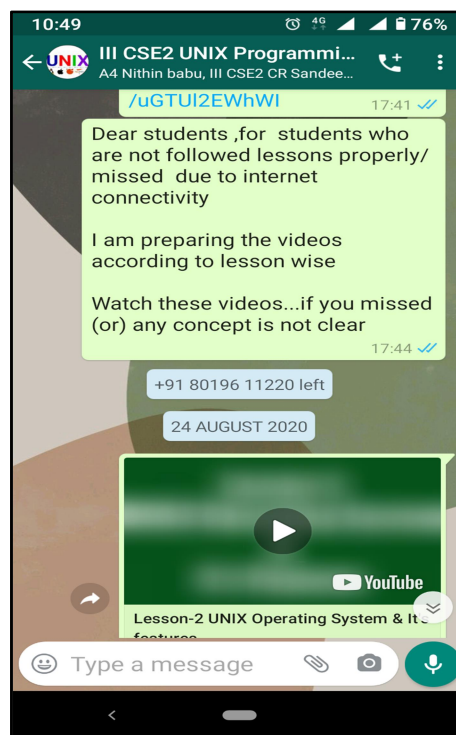 10:49 4G 76%
UNIX III CSE2 UNIX Programmi...
A4 Nithin babu, III CSE2 CR Sandee...
/uGTUl2EWhWI 17:41
Dear students ,for students who
are not followed lessons properly/
missed due to internet
connectivity
I am preparing the videos
according to lesson wise
Watch these videos...if you missed
(or) any concept is not clear
17:44
+91 80196 11220 left
24 AUGUST 2020
YouTube
Lesson-2 UNIX Operating System & It's
features
Type a message